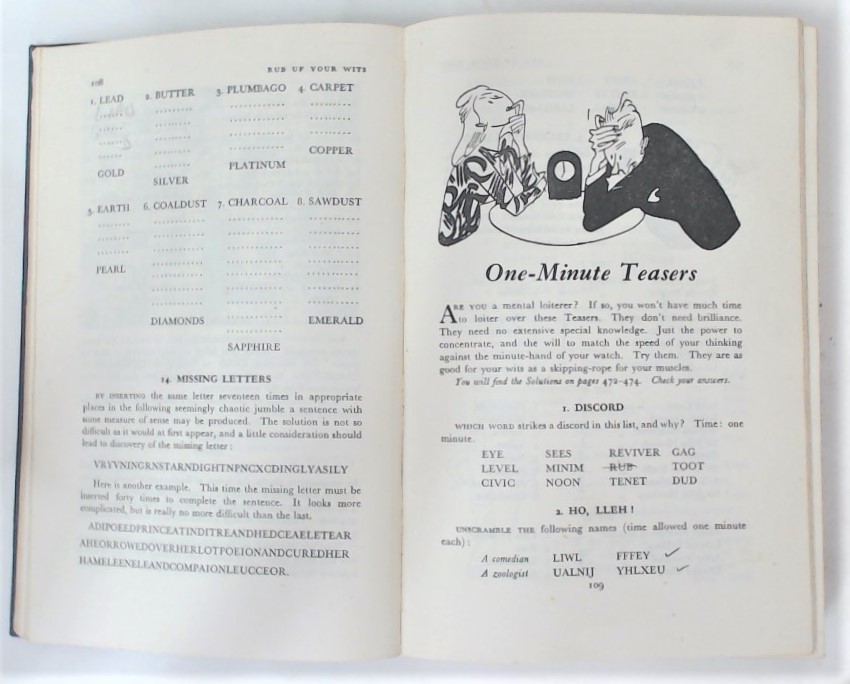 108
RUB UP YOUR WITS
1. LEAD 2. BUTTER 3. PLUMBAGO 4. CARPET
GOLD SILVER PLATINUM COPPER
5. EARTH 6. COALDUST 7. CHARCOAL 8. SAWDUST
PEARL DIAMONDS SAPPHIRE EMERALD
14. MISSING LETTERS
BY INSERTING the same letter seventeen times in appropriate
places in the following seemingly chaotic jumble a sentence with
some measure of sense may be produced. The solution is not so
difficult as it would at first appear, and a little consideration should
lead to discovery of the missing letter :
VRYVNINGRNSTARNDIGHTNPNCXCDINGLYASILY
Here is another example. This time the missing letter must be
inserted forty times to complete the sentence. It looks more
complicated, but is really no more difficult than the last.
ADIPOEEDPRINCEATINDITREANDHEDCEAELETEAR
AHEORROWEDOVERHERLOTPOEIONANDCUREDHER
HAMELEENELEANDCOMPAIONLEUCCEOR.
One-Minute Teasers
ARE YOU a mental loiterer? If so, you won't have much time
to loiter over these Teasers. They don't need brilliance.
They need no extensive special knowledge. Just the power to
concentrate, and the will to match the speed of your thinking
against the minute-hand of your watch. Try them. They are as
good for your wits as a skipping-rope for your muscles.
You will find the Solutions on pages 472-474. Check your answers.
1. DISCORD
WHICH WORD strikes a discord in this list, and why? Time: one
minute.
EYE SEES REVIVER GAG
LEVEL MINIM RUB TOOT
CIVIC NOON TENET DUD
2. HO, LLEH !
UNSCRAMBLE THE following names (time allowed one minute
each) :
A comedian LIWL FFFEY
A zoologist UALNIJ YHLXEU
109